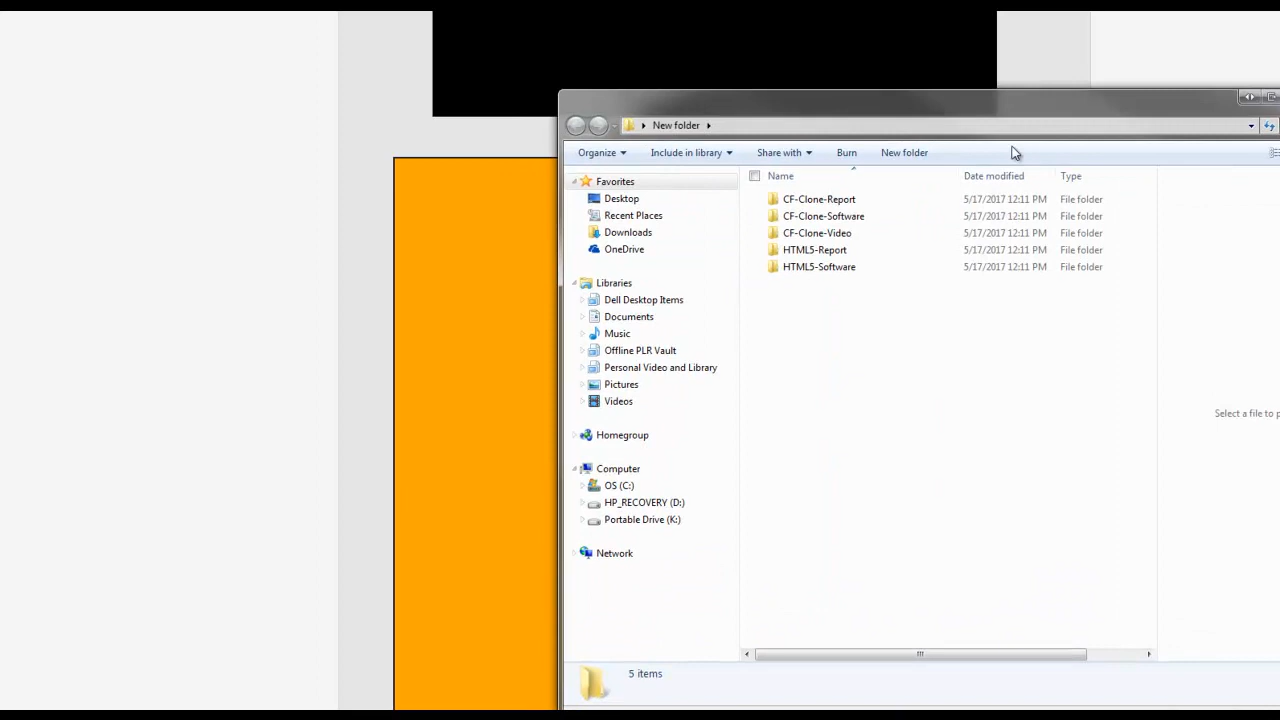 New folder
Organize Include in library Share with Burn New folder
Favorites
Desktop
Recent Places
Downloads
OneDrive
Libraries
Dell Desktop Items
Documents
Music
Offline PLR Vault
Personal Video and Library
Pictures
Videos
Homegroup
Computer
OS (C:)
HP_RECOVERY (D:)
Portable Drive (K:)
Network
Name Date modified Type
CF-Clone-Report 5/17/2017 12:11 PM File folder
CF-Clone-Software 5/17/2017 12:11 PM File folder
CF-Clone-Video 5/17/2017 12:11 PM File folder
HTML5-Report 5/17/2017 12:11 PM File folder
HTML5-Software 5/17/2017 12:11 PM File folder
Select a file to p
5 items